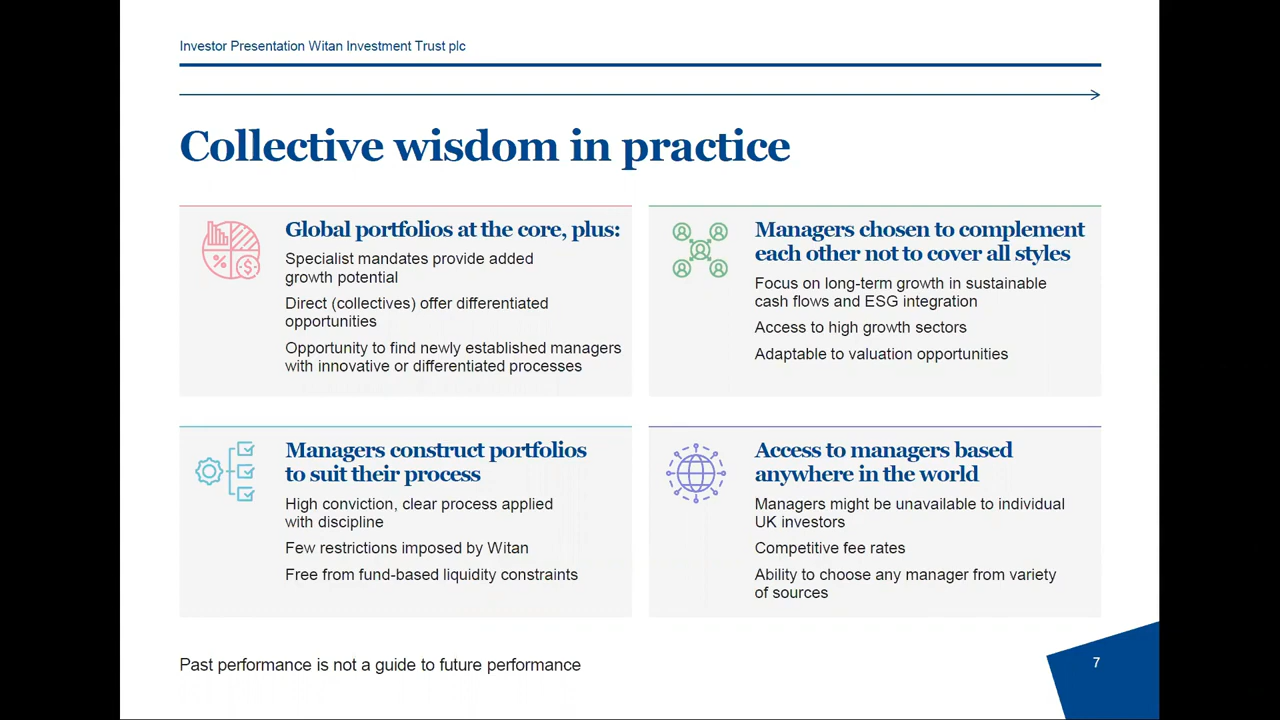 Investor Presentation Witan Investment Trust plc
Collective wisdom in practice
Global portfolios at the core, plus:
Specialist mandates provide added
growth potential
Direct (collectives) offer differentiated
opportunities
Opportunity to find newly established managers
with innovative or differentiated processes
Managers chosen to complement
each other not to cover all styles
Focus on long-term growth in sustainable
cash flows and ESG integration
Access to high growth sectors
Adaptable to valuation opportunities
Managers construct portfolios
to suit their process
High conviction, clear process applied
with discipline
Few restrictions imposed by Witan
Free from fund-based liquidity constraints
Access to managers based
anywhere in the world
Managers might be unavailable to individual
UK investors
Competitive fee rates
Ability to choose any manager from variety
of sources
Past performance is not a guide to future performance
7